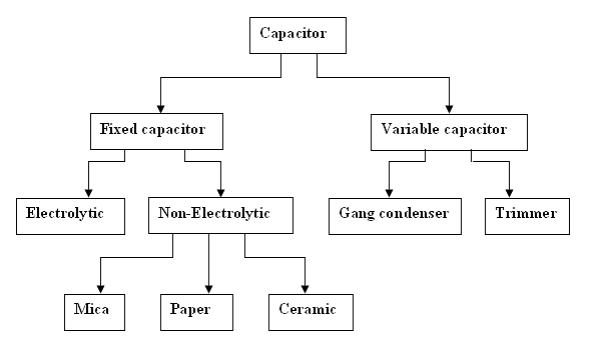 Capacitor
Fixed capacitor
Variable capacitor
Electrolytic
Non-Electrolytic
Gang condenser
Trimmer
Mica
Paper
Ceramic